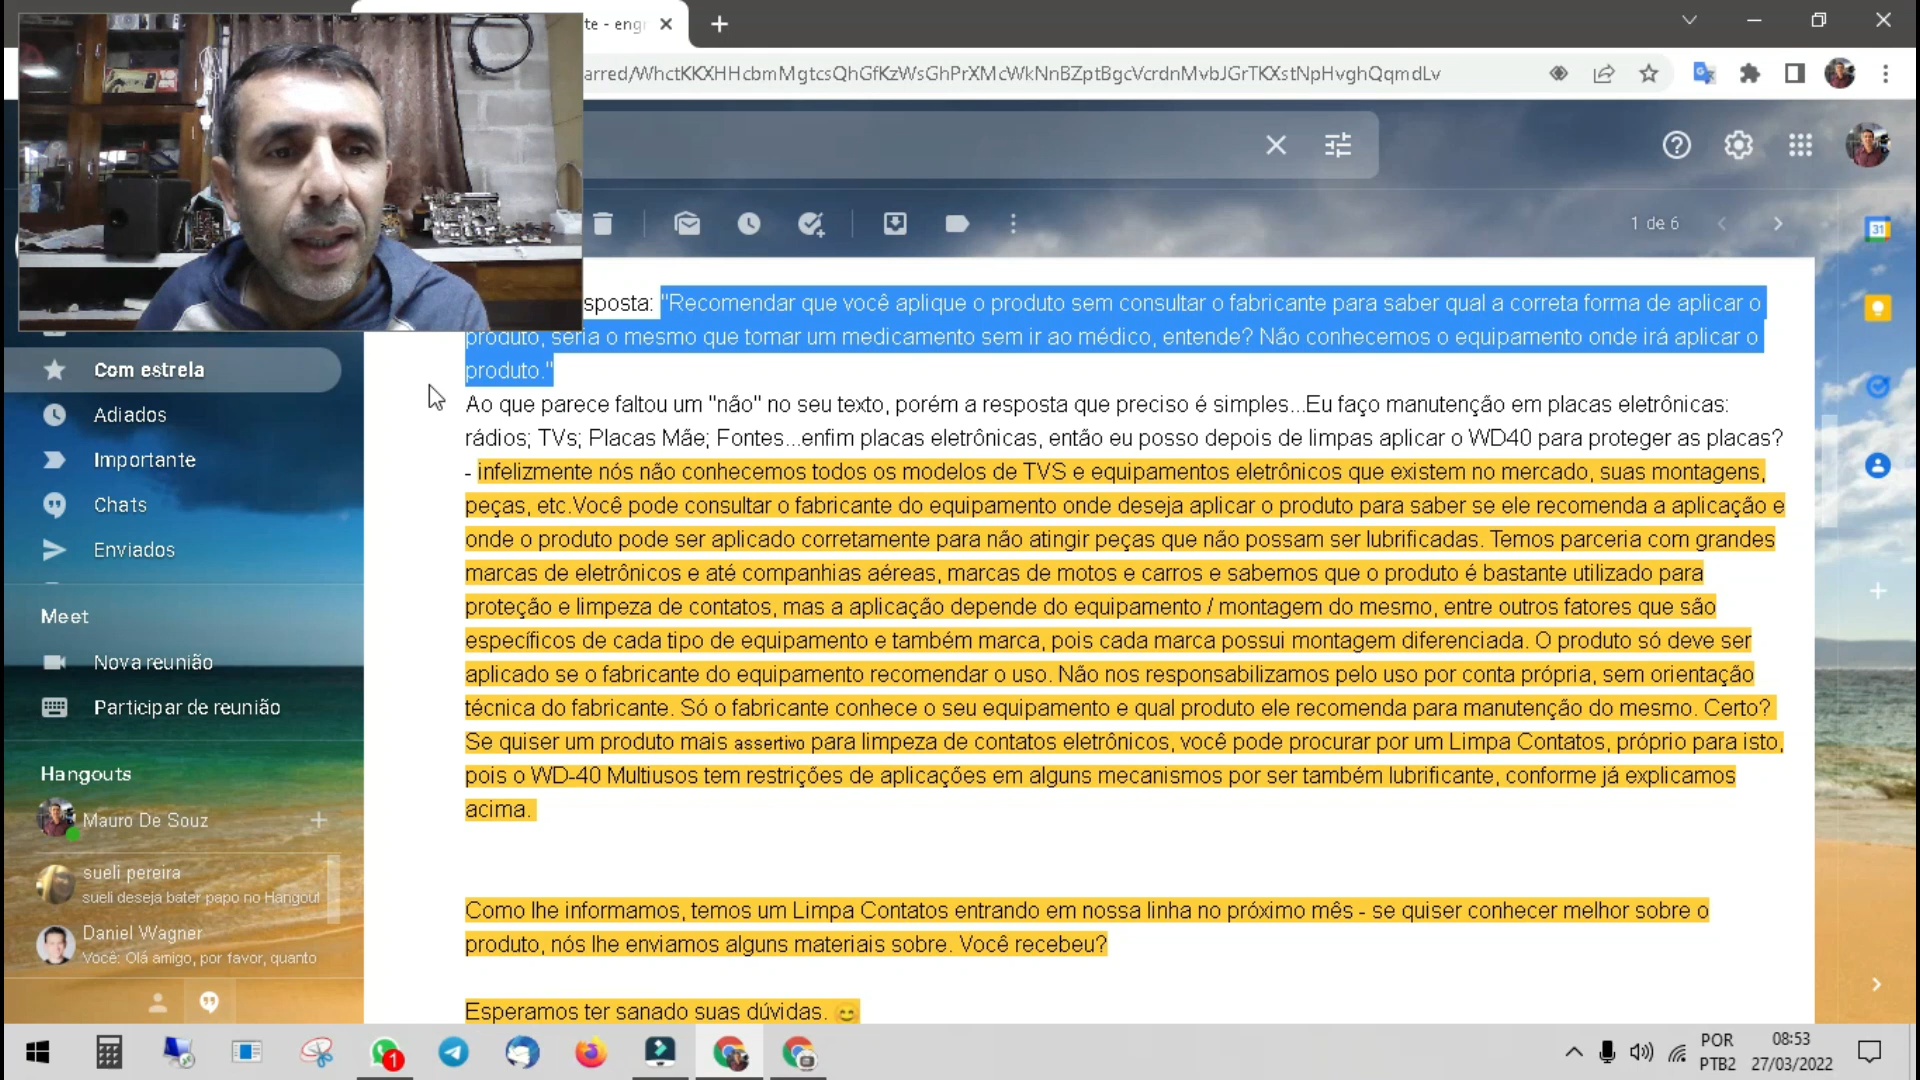 te - eng
arred/WhctKKXHHcbmMgtcsQhGfKzWsGhPrXMcWkNnBZptBgcVcrdnMvbJGrTKXstNpHvghQqmdLv
1 de 6
31
Com estrela
Adiados
Importante
Chats
Enviados
Meet
Nova reunião
Participar de reunião
Hangouts
Mauro De Souz
sueli pereira
sueli deseja bater papo no Hangout
Daniel Wagner
Você: Olá amigo, por favor, quanto
sposta: "Recomendar que você aplique o produto sem consultar o fabricante para saber qual a correta forma de aplicar o
produto, seria o mesmo que tomar um medicamento sem ir ao médico, entende? Não conhecemos o equipamento onde irá aplicar o
produto."
Ao que parece faltou um "não" no seu texto, porém a resposta que preciso é simples...Eu faço manutenção em placas eletrônicas:
rádios; TVs; Placas Mãe; Fontes...enfim placas eletrônicas, então eu posso depois de limpas aplicar o WD40 para proteger as placas?
- infelizmente nós não conhecemos todos os modelos de TVS e equipamentos eletrônicos que existem no mercado, suas montagens,
peças, etc.Você pode consultar o fabricante do equipamento onde deseja aplicar o produto para saber se ele recomenda a aplicação e
onde o produto pode ser aplicado corretamente para não atingir peças que não possam ser lubrificadas. Temos parceria com grandes
marcas de eletrônicos e até companhias aéreas, marcas de motos e carros e sabemos que o produto é bastante utilizado para
proteção e limpeza de contatos, mas a aplicação depende do equipamento / montagem do mesmo, entre outros fatores que são
específicos de cada tipo de equipamento e também marca, pois cada marca possui montagem diferenciada. O produto só deve ser
aplicado se o fabricante do equipamento recomendar o uso. Não nos responsabilizamos pelo uso por conta própria, sem orientação
técnica do fabricante. Só o fabricante conhece o seu equipamento e qual produto ele recomenda para manutenção do mesmo. Certo?
Se quiser um produto mais assertivo para limpeza de contatos eletrônicos, você pode procurar por um Limpa Contatos, próprio para isto,
pois o WD-40 Multiusos tem restrições de aplicações em alguns mecanismos por ser também lubrificante, conforme já explicamos
acima.
Como lhe informamos, temos um Limpa Contatos entrando em nossa linha no próximo mês - se quiser conhecer melhor sobre o
produto, nós lhe enviamos alguns materiais sobre. Você recebeu?
Esperamos ter sanado suas dúvidas. 😊
1
POR
PTB2
08:53
27/03/2022